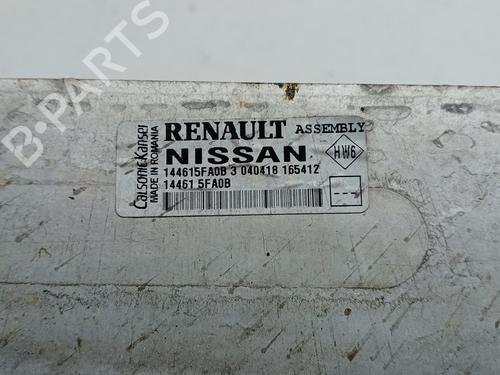 B-PARTS
CalsonicKansei
MADE IN ROMANIA
RENAULT ASSEMBLY
NISSAN
HW6
144615FA0B 3 040418 165412
14461 5FA0B
---